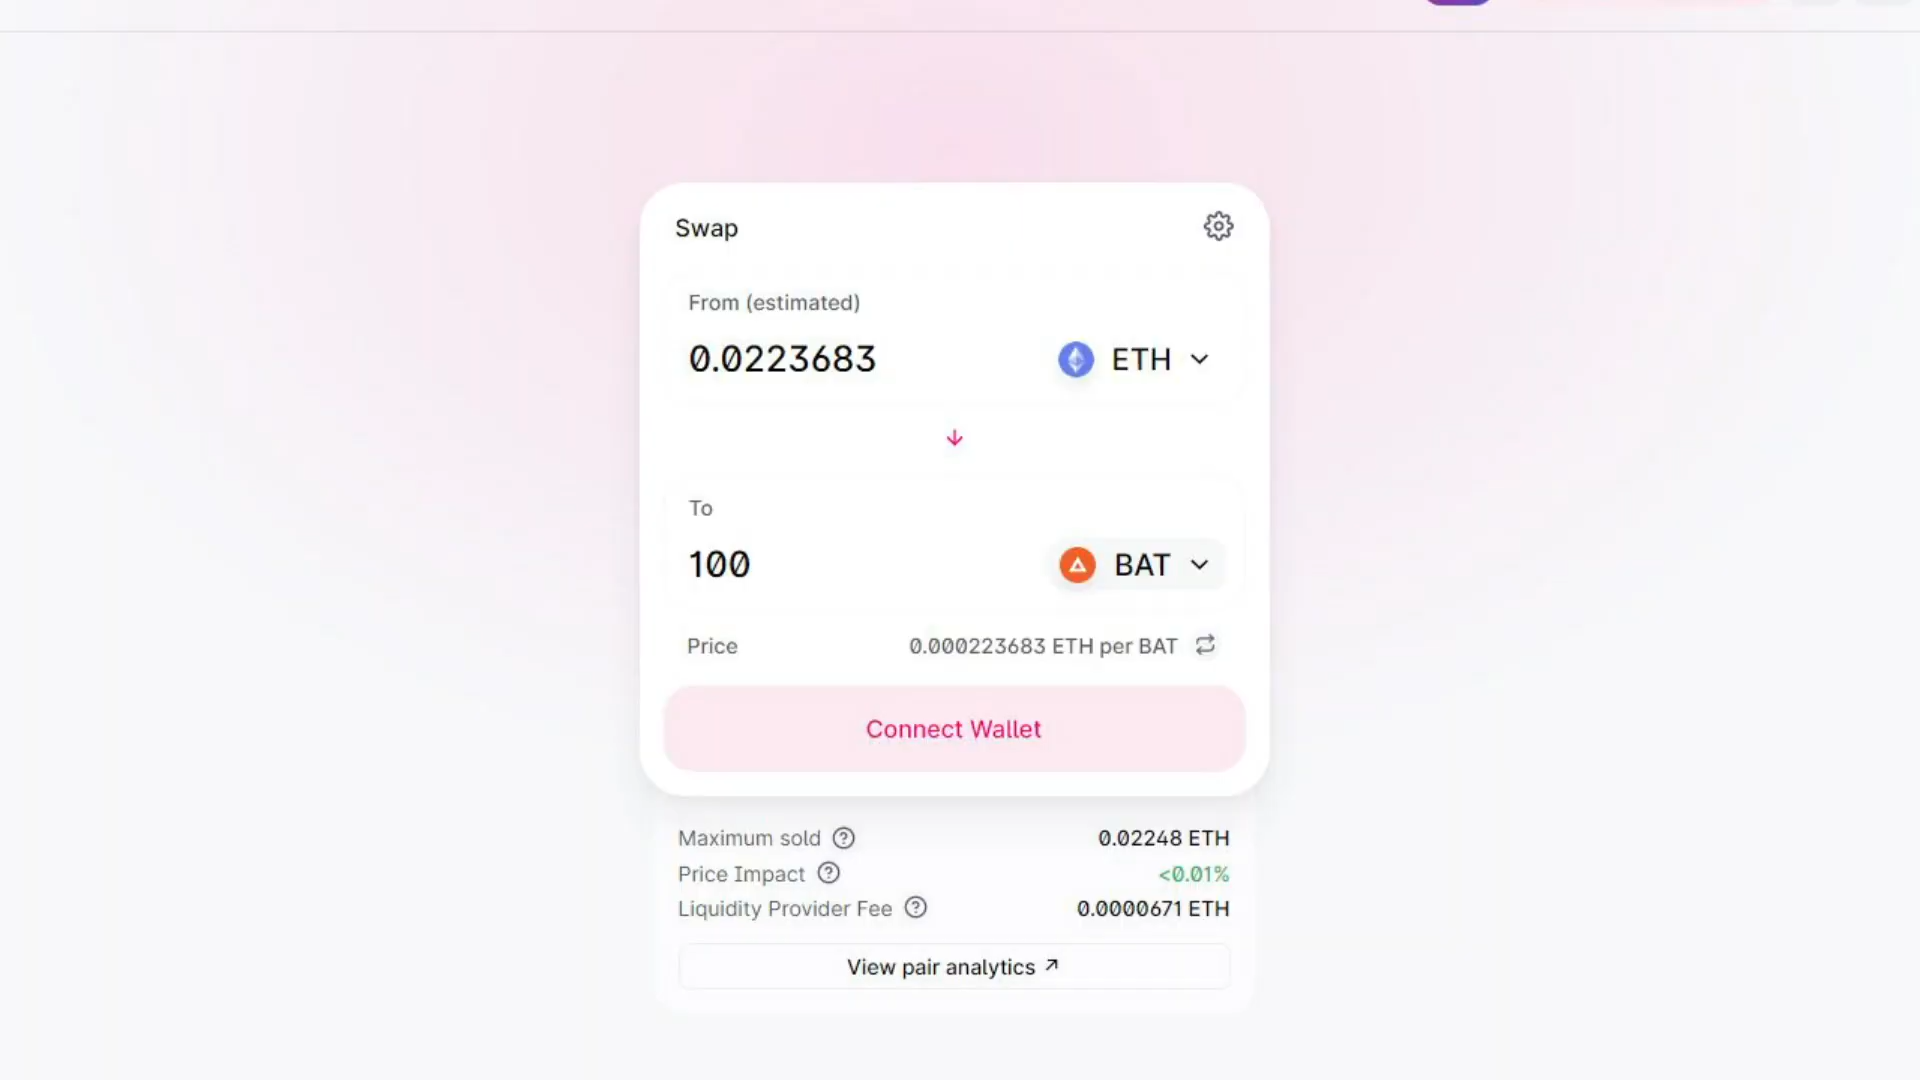 Swap
From (estimated)
0.0223683 ETH
To
100 BAT
Price 0.000223683 ETH per BAT
Connect Wallet
Maximum sold 0.02248 ETH
Price Impact <0.01%
Liquidity Provider Fee 0.0000671 ETH
View pair analytics ↗